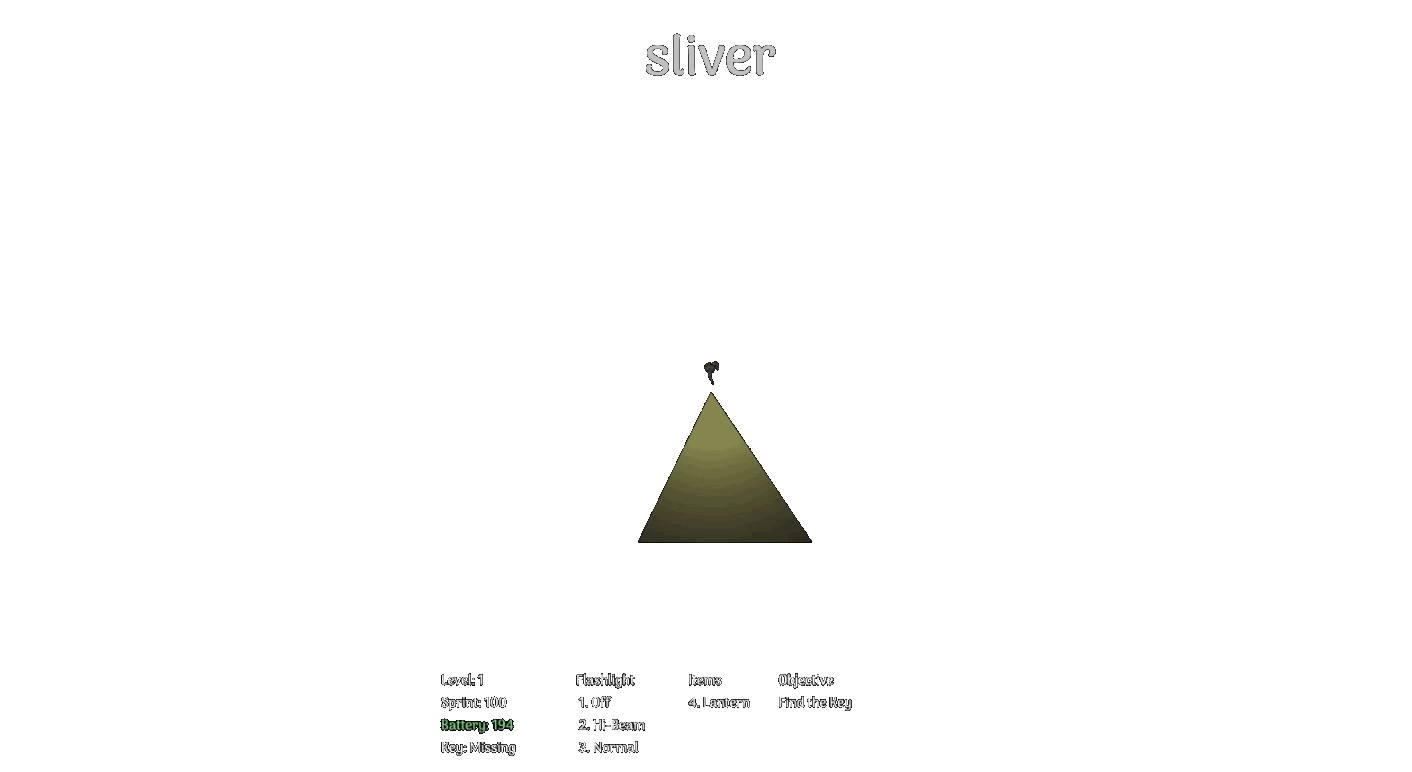 sliver
Level: 1
Sprint: 100
Battery: 194
Key: Missing
Flashlight
1. Off
2. Hi-Beam
3. Normal
Items
4. Lantern
Objective
Find the Key